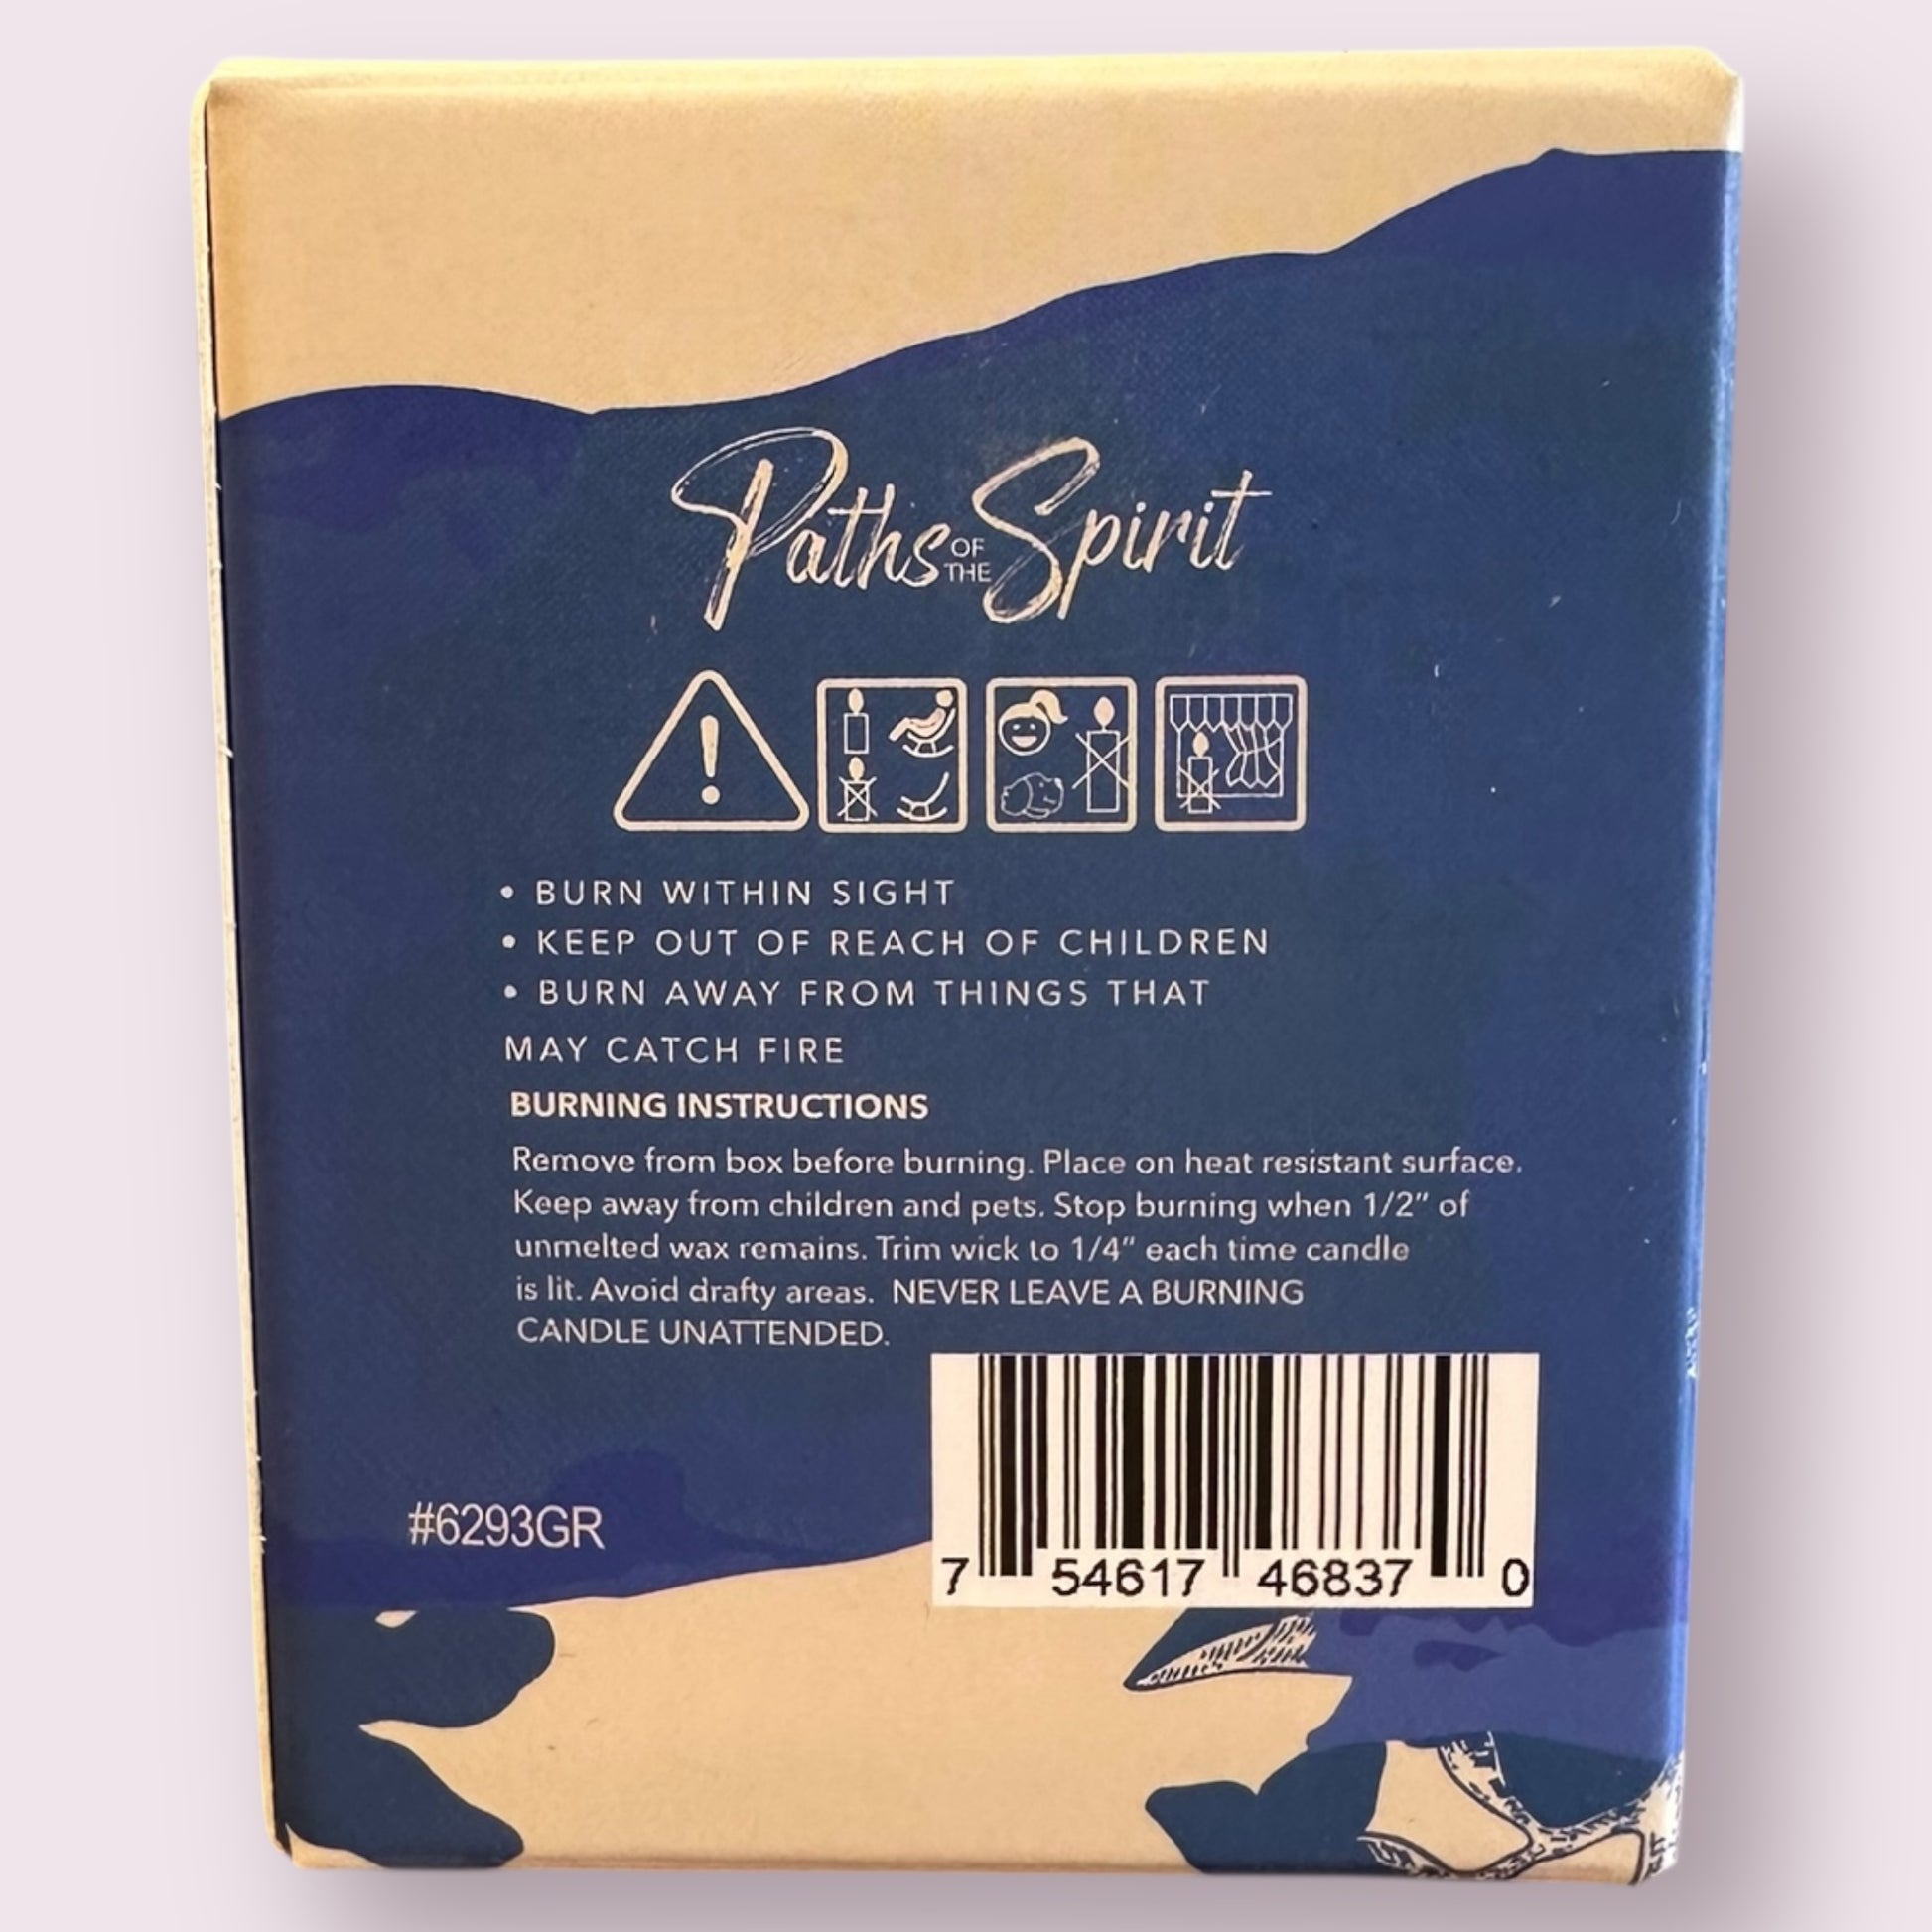 Paths OF THE Spirit
• BURN WITHIN SIGHT
• KEEP OUT OF REACH OF CHILDREN
• BURN AWAY FROM THINGS THAT
MAY CATCH FIRE
BURNING INSTRUCTIONS
Remove from box before burning. Place on heat resistant surface.
Keep away from children and pets. Stop burning when 1/2" of
unmelted wax remains. Trim wick to 1/4" each time candle
is lit. Avoid drafty areas. NEVER LEAVE A BURNING
CANDLE UNATTENDED.
#6293GR
7 54617 46837 0